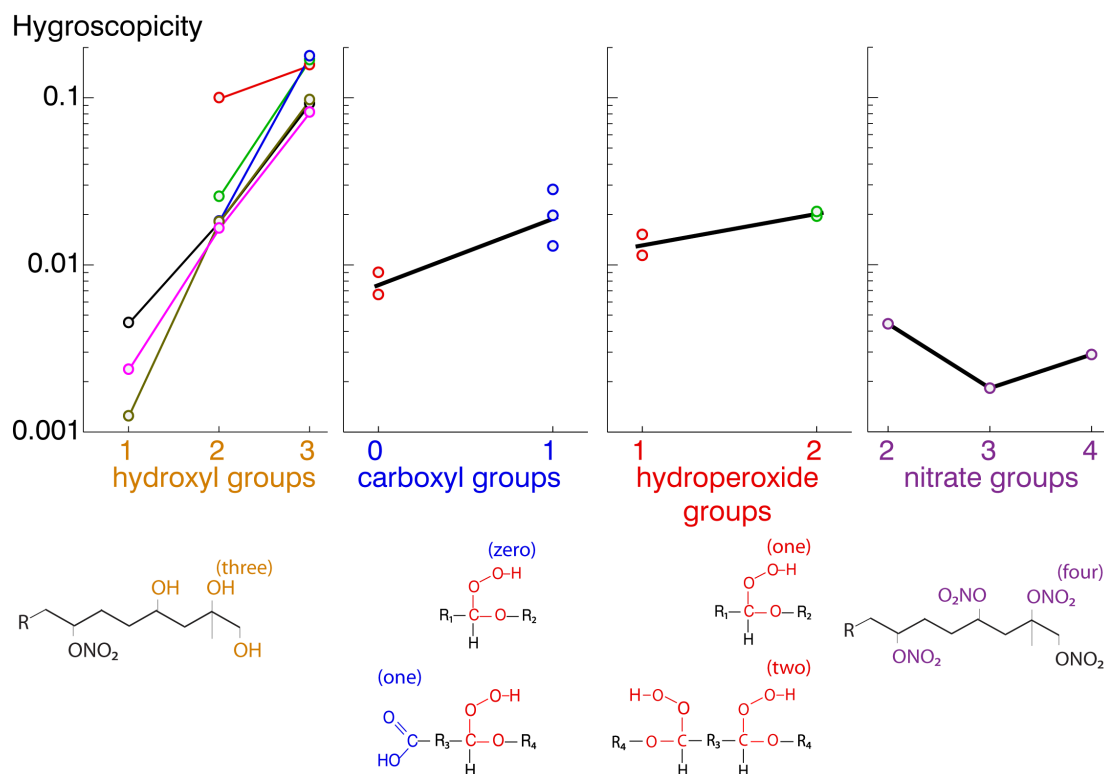 Hygroscopicity
0.1
0.01
0.001
1 2 3
hydroxyl groups
0 1
carboxyl groups
1 2
hydroperoxide
groups
2 3 4
nitrate groups
(three)
OH OH
R
ONO₂
OH
(zero)
O O-H
R₁-C-O-R₂
H
(one)
O
C
HO
R₃
O O-H
C-O-R₄
H
(one)
O O-H
R₁-C-O-R₂
H
(two)
H-O O O O-H
R₄-O-C-R₃-C-O-R₄
H H
(four)
O₂NO ONO₂
R
ONO₂ ONO₂